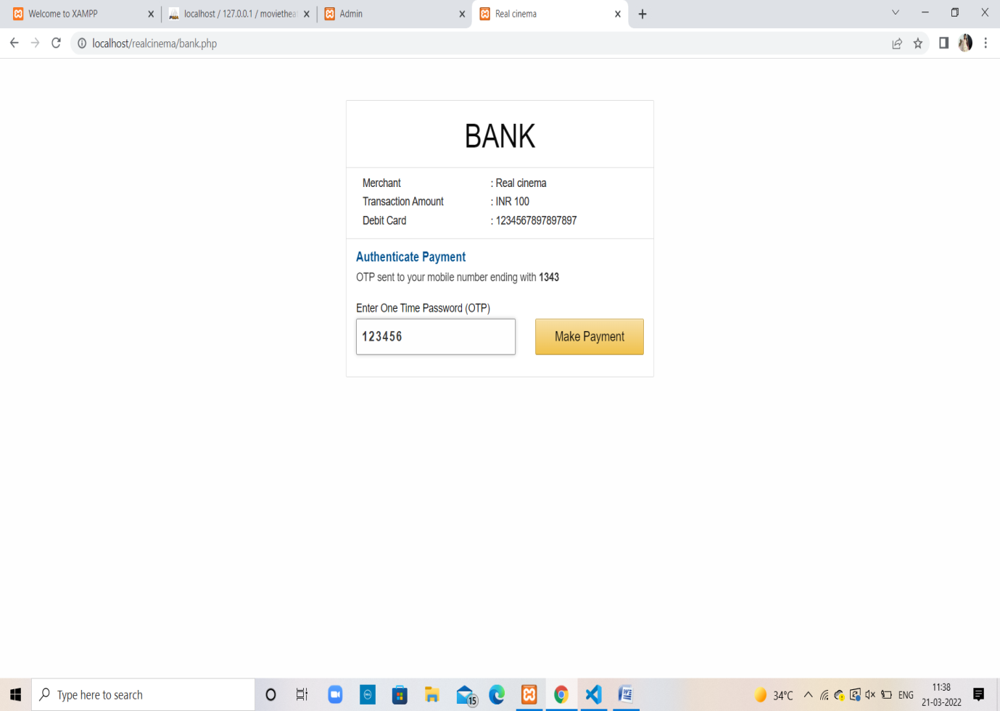 Welcome to XAMPP
localhost / 127.0.0.1 / movietheat
Admin
Real cinema
localhost/realcinema/bank.php
BANK
Merchant : Real cinema
Transaction Amount : INR 100
Debit Card : 1234567897897897
Authenticate Payment
OTP sent to your mobile number ending with 1343
Enter One Time Password (OTP)
123456
Make Payment
Type here to search
15
34°C
ENG
11:38
21-03-2022